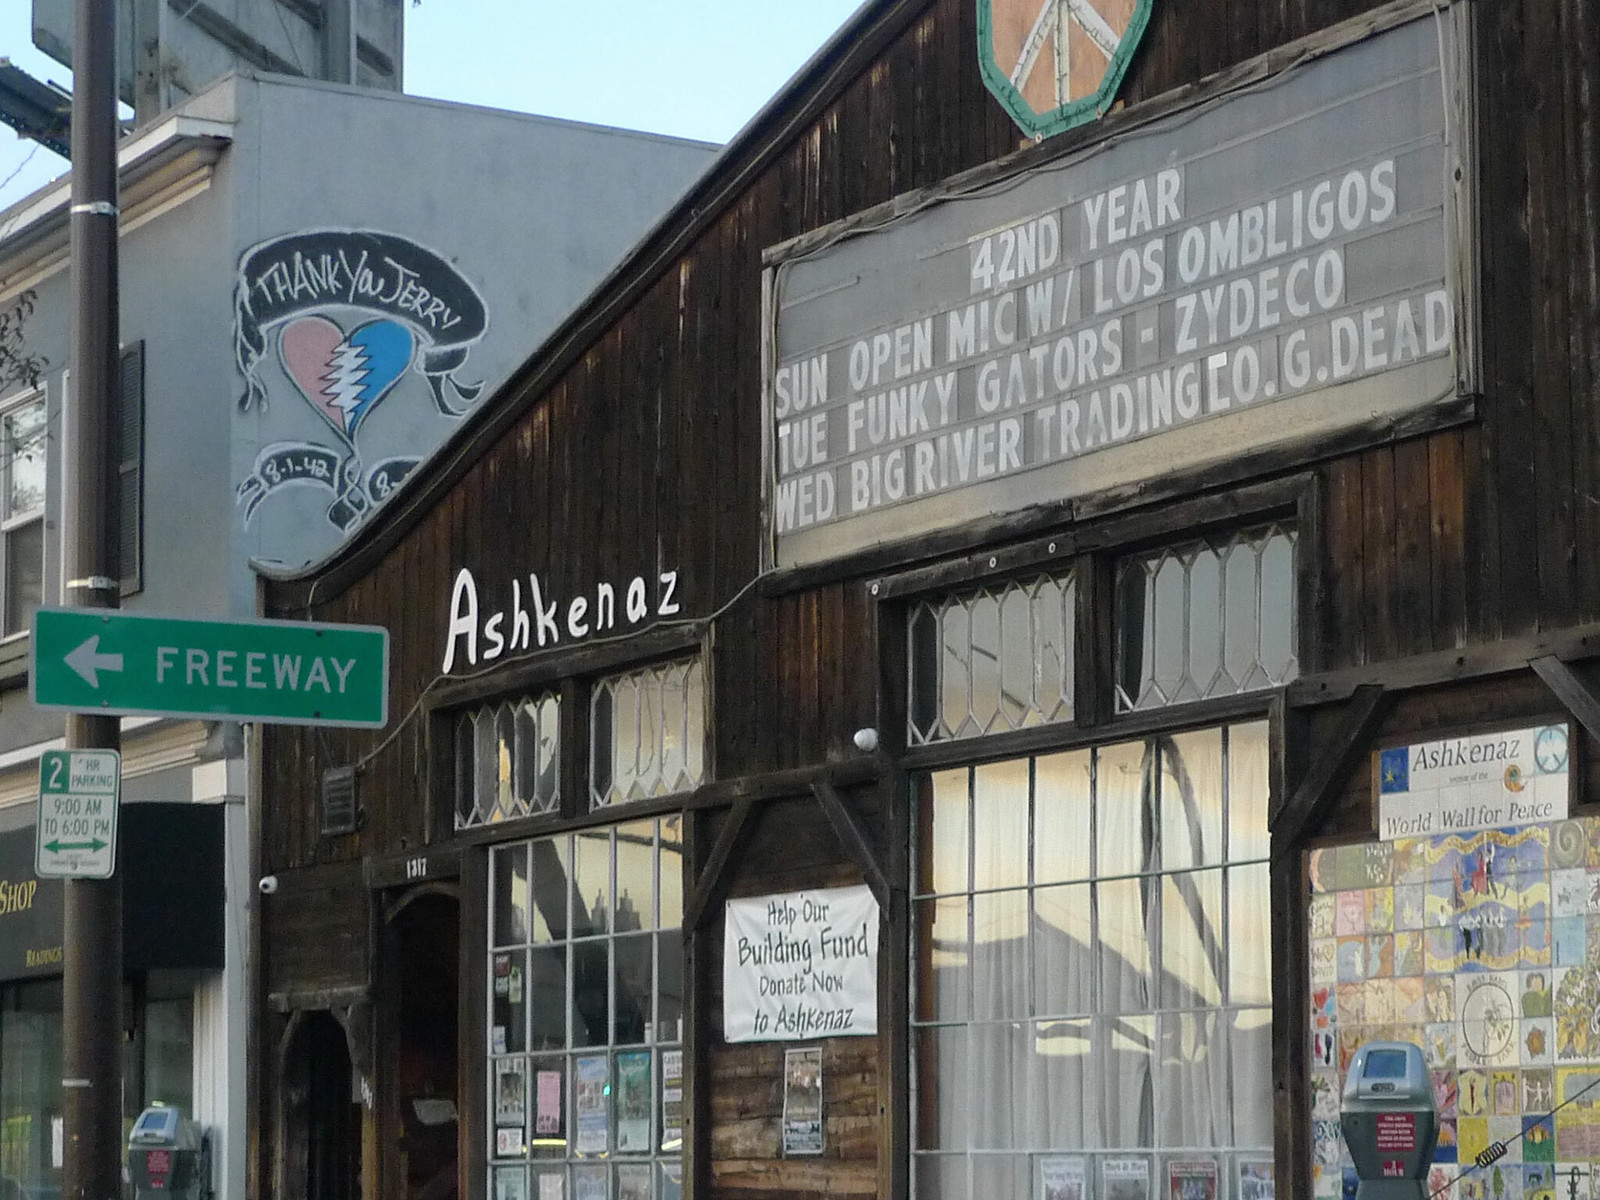 THANK YOU JERRY
8-1-42
8-
42ND YEAR
SUN OPEN MIC W/ LOS OMBLIGOS
TUE FUNKY GATORS - ZYDECO
WED BIG RIVER TRADING CO. G.DEAD
Ashkenaz
FREEWAY
2 HR
PARKING
9:00 AM
TO 6:00 PM
SHOP
READINGS
1317
Help Our
Building Fund
Donate Now
to Ashkenaz
Ashkenaz
World Wall for Peace
HOUR